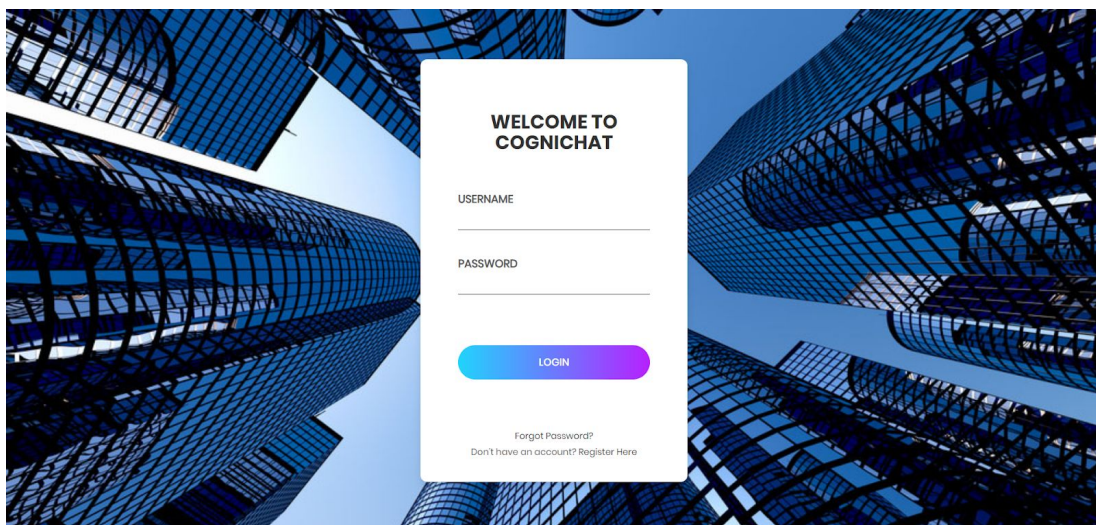 WELCOME TO
COGNICHAT
USERNAME
PASSWORD
LOGIN
Forgot Password?
Don't have an account? Register Here